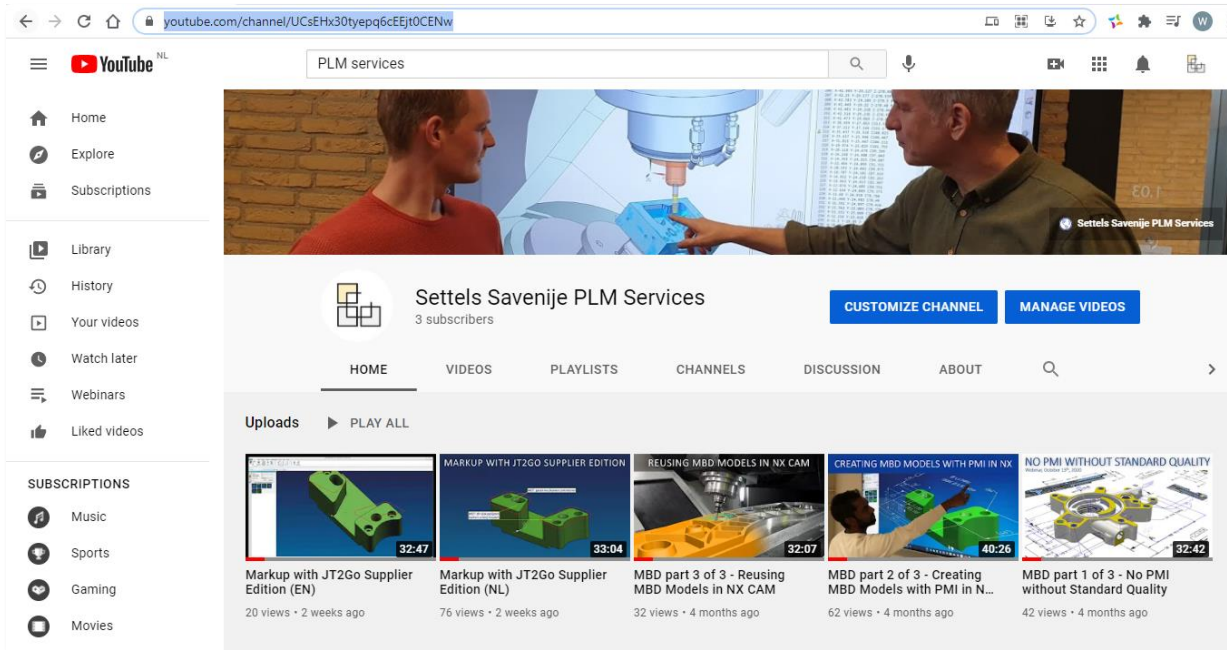 youtube.com/channel/UCsEHx30tyepq6cEEjt0CENw
W
YouTube NL
PLM services
Home
Explore
Subscriptions
Library
History
Your videos
Watch later
Webinars
Liked videos
SUBSCRIPTIONS
Music
Sports
Gaming
Movies
Settels Savenije PLM Services
Settels Savenije PLM Services
3 subscribers
CUSTOMIZE CHANNEL
MANAGE VIDEOS
HOME VIDEOS PLAYLISTS CHANNELS DISCUSSION ABOUT
Uploads PLAY ALL
32:47
Markup with JT2Go Supplier
Edition (EN)
20 views • 2 weeks ago
MARKUP WITH JT2GO SUPPLIER EDITION
33:04
Markup with JT2Go Supplier
Edition (NL)
76 views • 2 weeks ago
REUSING MBD MODELS IN NX CAM
32:07
MBD part 3 of 3 - Reusing
MBD Models in NX CAM
32 views • 4 months ago
CREATING MBD MODELS WITH PMI IN NX
40:26
MBD part 2 of 3 - Creating
MBD Models with PMI in N...
62 views • 4 months ago
NO PMI WITHOUT STANDARD QUALITY
32:42
MBD part 1 of 3 - No PMI
without Standard Quality
42 views • 4 months ago